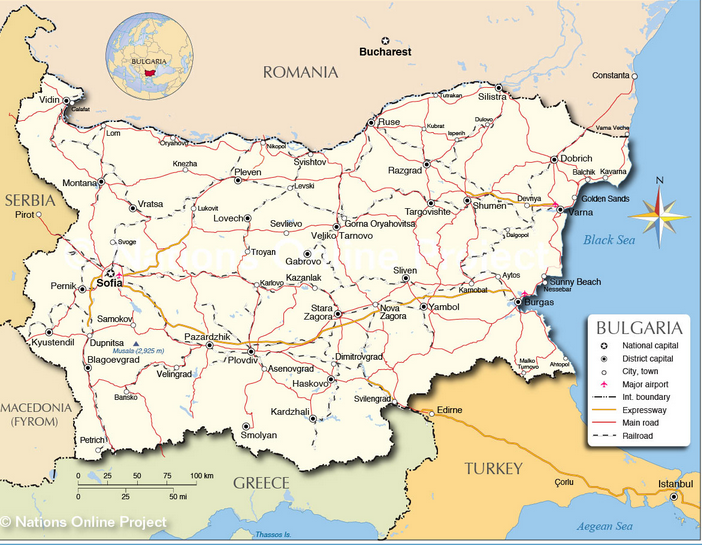 BULGARIA
Bucharest
ROMANIA
Constanta
Vidin
Calafat
Lom
Oryahovo
Nikopol
Svishtov
Ruse
Tutrakan
Silistra
Kubrat
Isperih
Dulovo
Vama Veche
Dobrich
Balchik
Kavarna
Knezha
Pleven
Levski
Razgrad
Montana
SERBIA
Pirot
Vratsa
Lukovit
Lovech
Sevlievo
Gorna Oryahovitsa
Veliko Tarnovo
Targovishte
Shumen
Devnya
Golden Sands
Varna
N
Black Sea
Svoge
Troyan
Gabrovo
Dalgopol
© Nations Online Project
Sofia
Pernik
Karlovo
Kazanlak
Sliven
Aytos
Karnobat
Sunny Beach
Nessebar
Burgas
Samokov
Stara
Zagora
Nova
Zagora
Yambol
Kyustendil
Dupnitsa
Musala (2,925 m)
Pazardzhik
Plovdiv
Dimitrovgrad
Malko
Turnovo
Ahtopol
Blagoevgrad
Velingrad
Asenovgrad
Haskovo
Svilengrad
Bansko
Kardzhali
Edirne
MACEDONIA
(FYROM)
Petrich
Smolyan
0 25 50 75 100 km
0 25 50 mi
GREECE
TURKEY
Çorlu
Istanbul
Aegean Sea
Thassos Is.
© Nations Online Project
BULGARIA
National capital
District capital
City, town
Major airport
Int. boundary
Expressway
Main road
Railroad